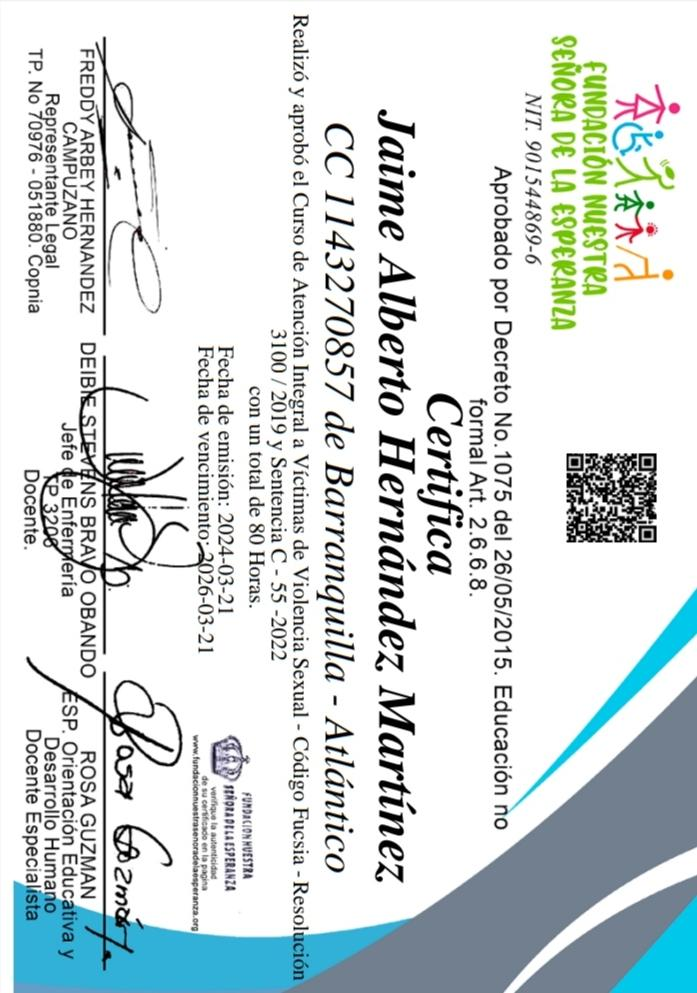 FUNDACIÓN NUESTRA
SEÑORA DE LA ESPERANZA
NIT. 901544869-6
Aprobado por Decreto No.1075 del 26/05/2015. Educación no
formal Art. 2.6.6.8.
Certifica
Jaime Alberto Hernández Martínez
CC 1143270857 de Barranquilla - Atlántico
Realizó y aprobó el Curso de Atención Integral a Víctimas de Violencia Sexual - Código Fucsia - Resolución
3100 / 2019 y Sentencia C - 55 -2022
con un total de 80 Horas.
Fecha de emisión: 2024-03-21
Fecha de vencimiento: 2026-03-21
FUNDACION NUESTRA
SEÑORA DE LA ESPERANZA
verifique la autenticidad
de su certificado en la pagina
www.fundacionnuestrasenoradelaesperanza.org
Rosa Guzmán
FREDDY ARBEY HERNANDEZ
CAMPUZANO
Representante Legal
TP. No 70976 - 051880. Copnia
DEIBIE STEVENS BRAVO OBANDO
Jefe de Enfermería
Docente.
ROSA GUZMAN
ESP. Orientación Educativa y
Desarrollo Humano
Docente Especialista